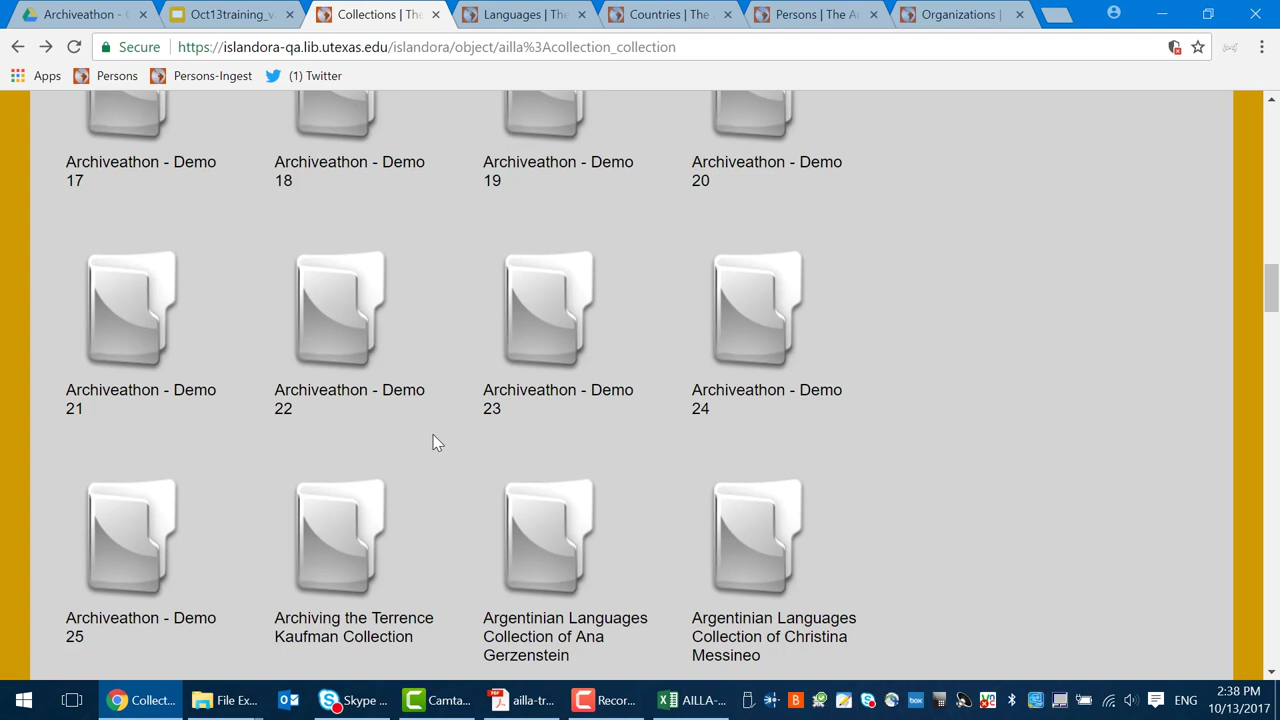 Archiveathon - G
Oct13training_v
Collections | The
Languages | The
Countries | The A
Persons | The Ai
Organizations |
Secure
https://islandora-qa.lib.utexas.edu/islandora/object/ailla%3Acollection_collection
Apps
Persons
Persons-Ingest
(1) Twitter
Archiveathon - Demo
17
Archiveathon - Demo
18
Archiveathon - Demo
19
Archiveathon - Demo
20
Archiveathon - Demo
21
Archiveathon - Demo
22
Archiveathon - Demo
23
Archiveathon - Demo
24
Archiveathon - Demo
25
Archiving the Terrence
Kaufman Collection
Argentinian Languages
Collection of Ana
Gerzenstein
Argentinian Languages
Collection of Christina
Messineo
Collect...
File Ex...
Skype ...
Camta...
ailla-tr...
Recor...
AILLA-...
ENG
2:38 PM
10/13/2017